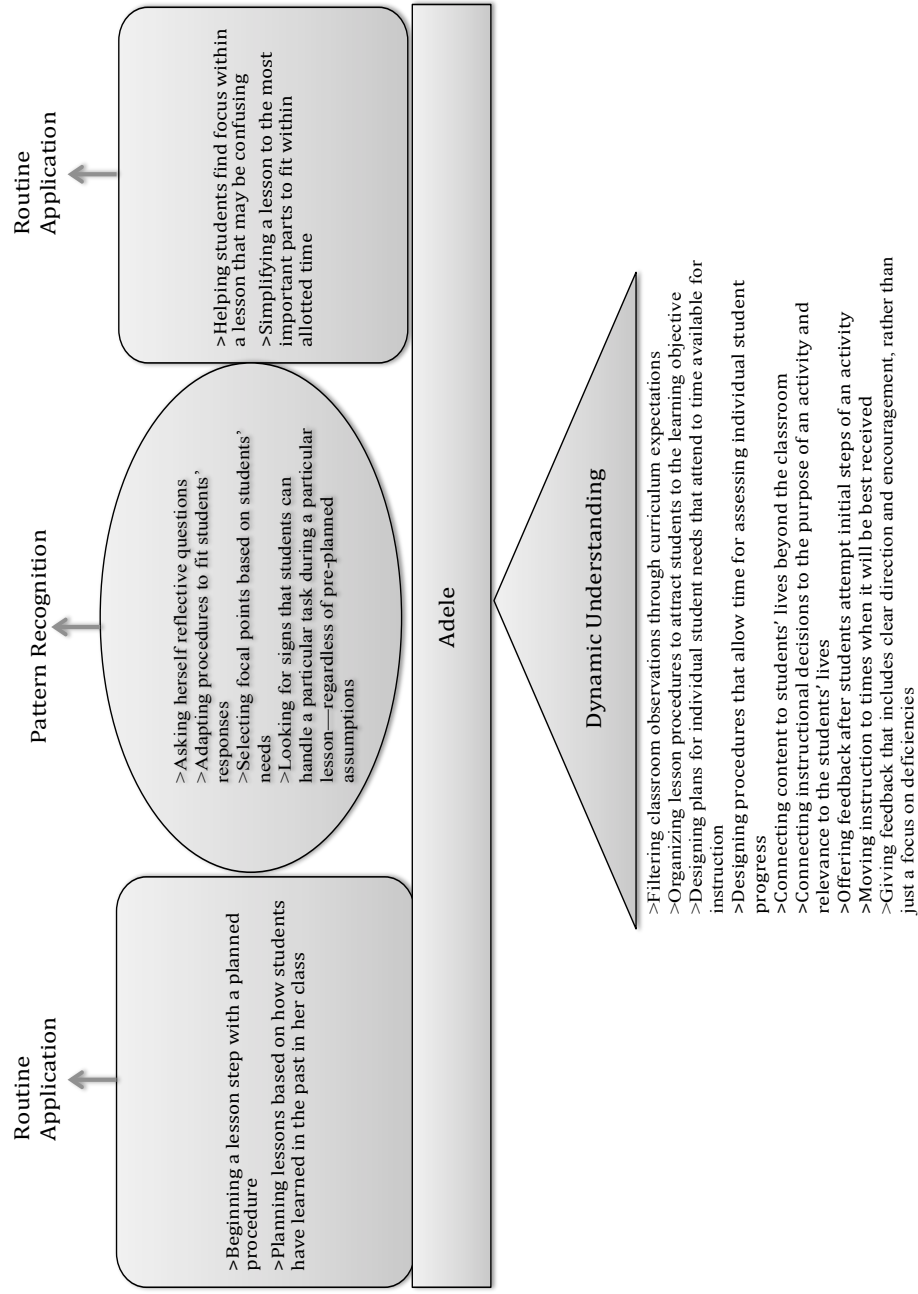 Routine
Application
>Beginning a lesson step with a planned
procedure
>Planning lessons based on how students
have learned in the past in her class
Pattern Recognition
>Asking herself reflective questions
>Adapting procedures to fit students’
responses
>Selecting focal points based on students’
needs
>Looking for signs that students can
handle a particular task during a particular
lesson—regardless of pre-planned
assumptions
Routine
Application
>Helping students find focus within
a lesson that may be confusing
>Simplifying a lesson to the most
important parts to fit within
allotted time
Adele
Dynamic Understanding
>Filtering classroom observations through curriculum expectations
>Organizing lesson procedures to attract students to the learning objective
>Designing plans for individual student needs that attend to time available for
instruction
>Designing procedures that allow time for assessing individual student
progress
>Connecting content to students’ lives beyond the classroom
>Connecting instructional decisions to the purpose of an activity and
relevance to the students’ lives
>Offering feedback after students attempt initial steps of an activity
>Moving instruction to times when it will be best received
>Giving feedback that includes clear direction and encouragement, rather than
just a focus on deficiencies